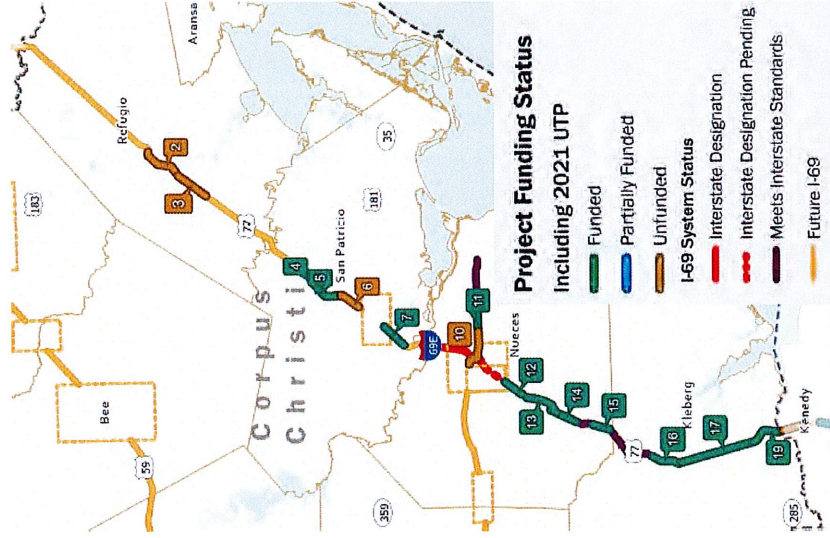 183
Refugio
Aransa
2
3
77
35
181
4
5
San Patricio
6
Corpus
Christi
7
69E
10
11
Nueces
Bee
59
12
13
14
15
Kleberg
77
16
17
19
Kenedy
359
285
Project Funding Status
Including 2021 UTP
Funded
Partially Funded
Unfunded
I-69 System Status
Interstate Designation
Interstate Designation Pending
Meets Interstate Standards
Future I-69